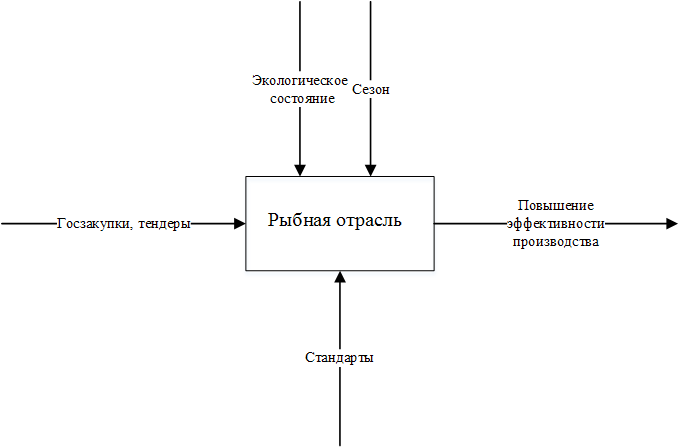 Экологическое
состояние
Сезон
Госзакупки, тендеры
Рыбная отрасль
Повышение
эффективности
производства
Стандарты